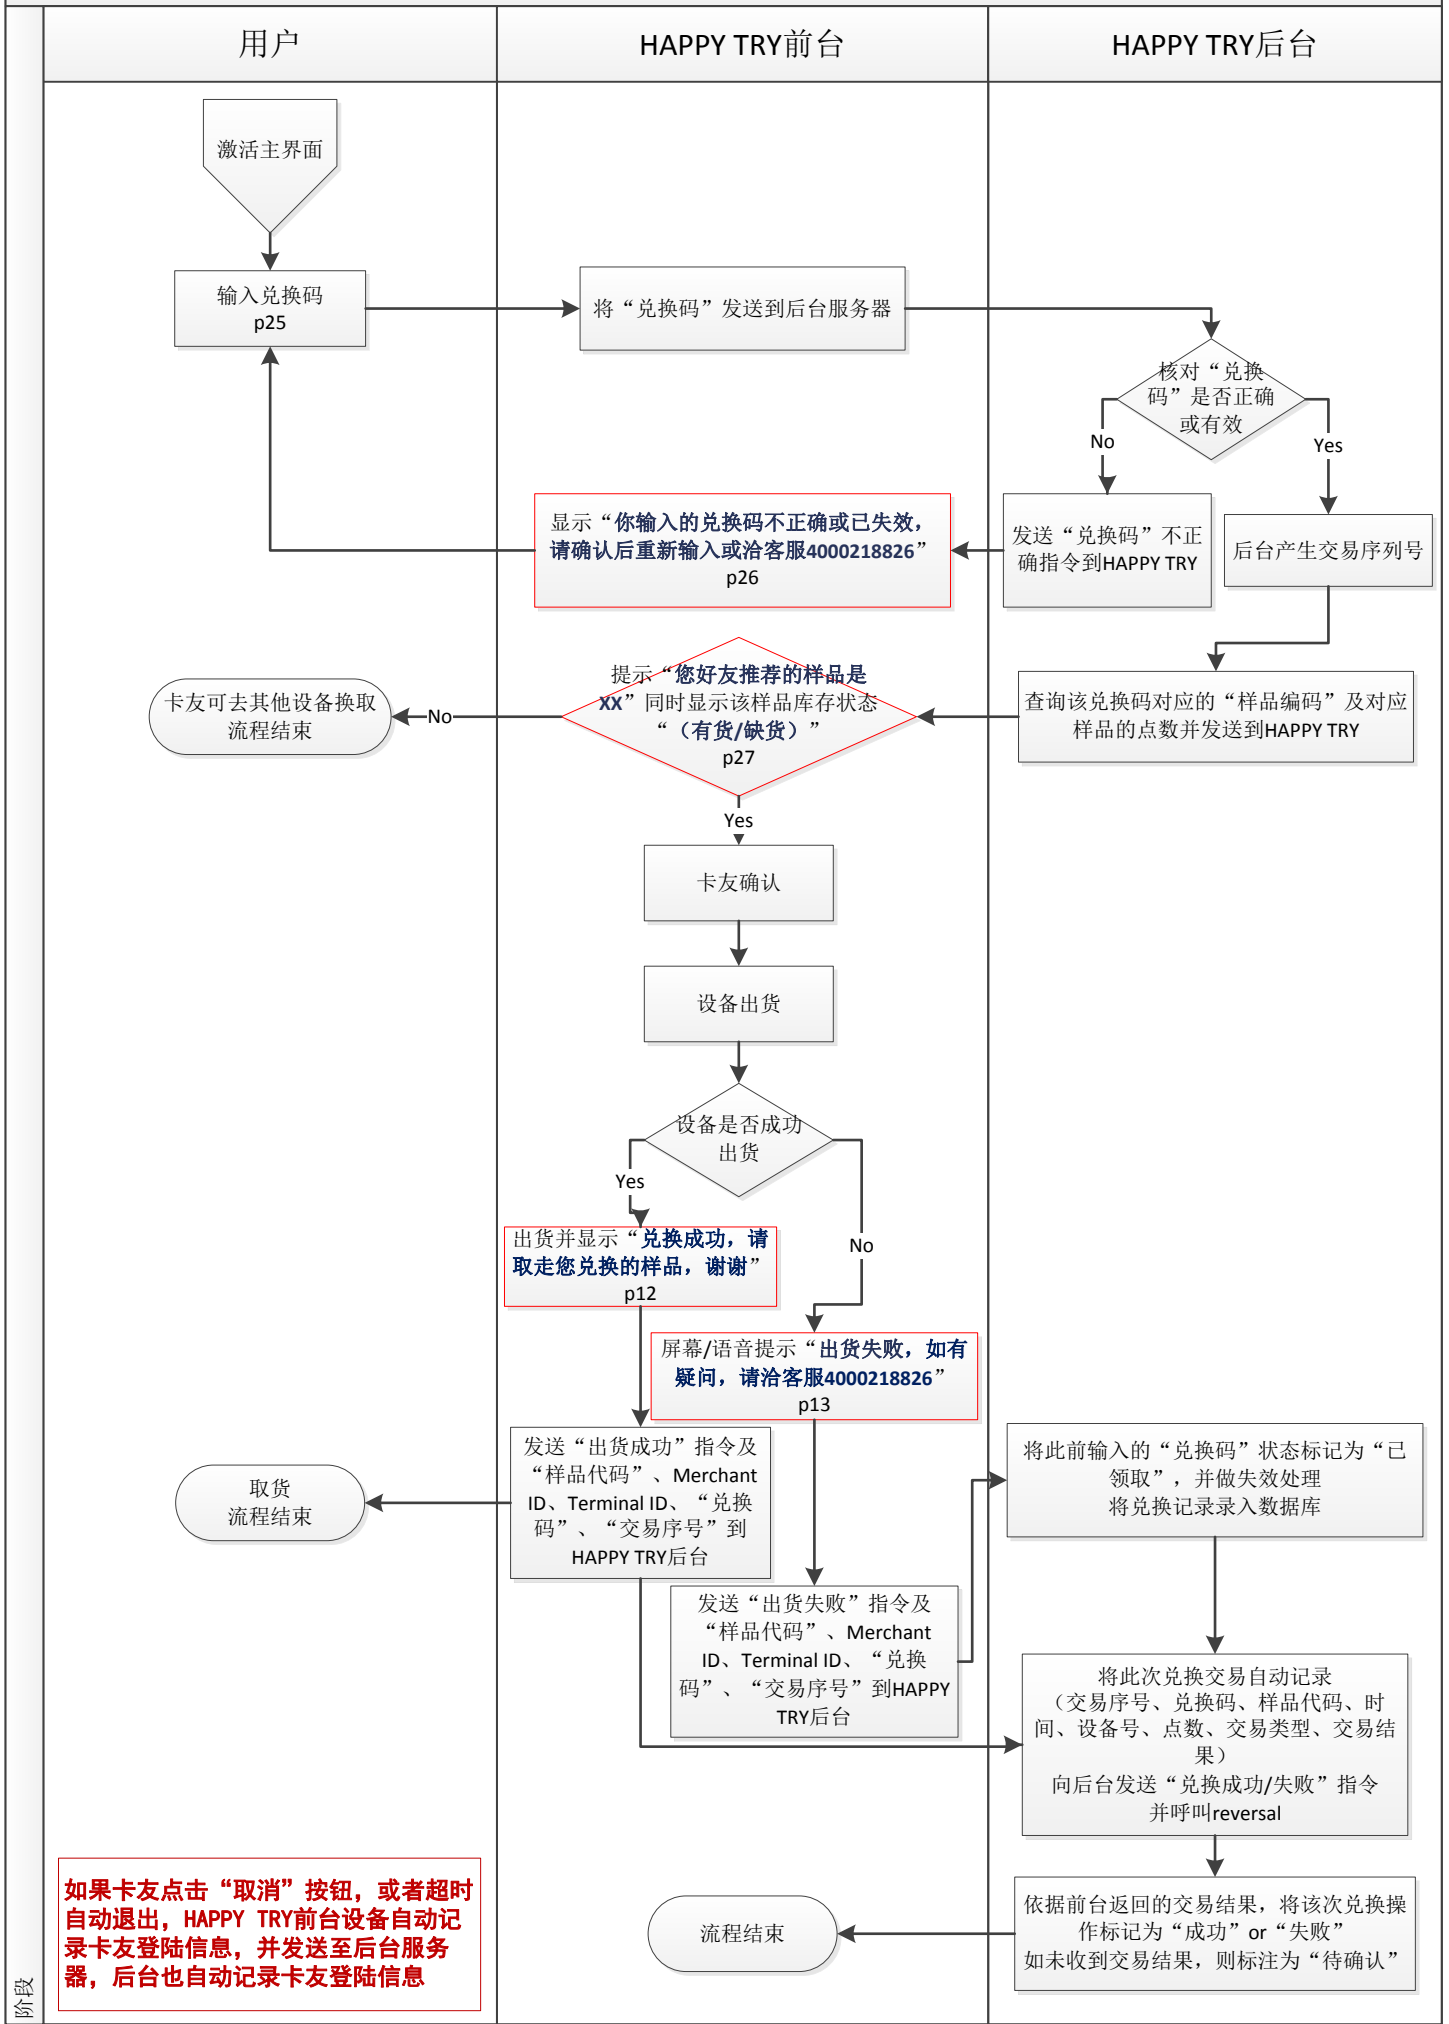 用户
HAPPY TRY前台
HAPPY TRY后台
激活主界面
输入兑换码
p25
将“兑换码”发送到后台服务器
核对“兑换
码”是否正确
或有效
No
Yes
显示“你输入的兑换码不正确或已失效,
请确认后重新输入或洽客服4000218826”
p26
发送“兑换码”不正
确指令到HAPPY TRY
后台产生交易序列号
卡友可去其他设备换取
流程结束
No
提示“您好友推荐的样品是
XX”同时显示该样品库存状态
“（有货/缺货）”
p27
查询该兑换码对应的“样品编码”及对应
样品的点数并发送到HAPPY TRY
Yes
卡友确认
设备出货
设备是否成功
出货
Yes
No
出货并显示“兑换成功，请
取走您兑换的样品，谢谢”
p12
屏幕/语音提示“出货失败，如有
疑问，请洽客服4000218826”
p13
取货
流程结束
发送“出货成功”指令及
“样品代码”、Merchant
ID、Terminal ID、“兑换
码”、“交易序号”到
HAPPY TRY后台
将此前输入的“兑换码”状态标记为“已
领取”，并做失效处理
将兑换记录录入数据库
发送“出货失败”指令及
“样品代码”、Merchant
ID、Terminal ID、“兑换
码”、“交易序号”到HAPPY
TRY后台
将此次兑换交易自动记录
（交易序号、兑换码、样品代码、时
间、设备号、点数、交易类型、交易结
果）
向后台发送“兑换成功/失败”指令
并呼叫reversal
如果卡友点击“取消”按钮，或者超时
自动退出，HAPPY TRY前台设备自动记
录卡友登陆信息，并发送至后台服务
器，后台也自动记录卡友登陆信息
流程结束
依据前台返回的交易结果，将该次兑换操
作标记为“成功”or“失败”
如未收到交易结果，则标注为“待确认”
阶段